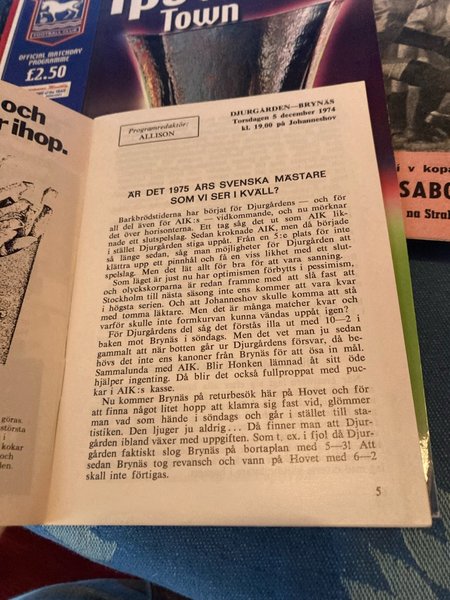 FOOTBALL CLUB
OFFICIAL MATCHDAY
PROGRAMME
£2.50
Town
och
r ihop.
Programredaktör:
ALLISON
DJURGÅRDEN—BRYNÄS
Torsdagen 5 december 1974
kl. 19.00 på Johanneshov
ÄR DET 1975 ÅRS SVENSKA MÄSTARE
SOM VI SER I KVÄLL?
Barkbrödstiderna har börjat för Djurgårdens — och för
all del även för AIK:s — vidkommande, och nu mörknar
det över horisonterna. Ett tag såg det ut som AIK lik-
nade ett slutspelslag. Sedan kroknade AIK, men då bör-
jade i stället Djurgården stiga uppåt. Från en 5:e plats för inte
så länge sedan, såg man möjligheter för Djurgården att
klättra upp ett pinnhål och få en viss likhet med ett slut-
spelslag. Men det lät allt för bra för att vara sanning.
Som läget är just nu har optimismen förbytts i pessimism,
och olyckskorparna är redan framme med att slå fast att
Stockholm till nästa säsong inte ens kommer att vara kvar
i högsta serien. Och att Johanneshov skulle komma att stå
med tomma läktare. Men det är många matcher kvar och
varför skulle inte formkurvan kunna vändas uppåt igen?
För Djurgårdens del såg det förstås illa ut med 10—2 i
baken mot Brynäs i söndags. Men det vet man ju sedan
gammalt att när botten går ur Djurgårdens försvar, då be-
hövs det inte ens kanoner från Brynäs för att ösa in mål.
Sammalunda med AIK. Blir Honken lämnad åt sitt öde
hjälper ingenting. Då blir det också fullproppat med puc-
kar i AIK:s kasse.
Nu kommer Brynäs på returbesök här på Hovet och för
att finna något litet hopp att klamra sig fast vid, glömmer
man vad som hände i söndags och går i stället till sta-
tistiken. Den ljuger ju aldrig... Då finner man att Djur-
gården ibland växer med uppgiften. Som t. ex. i fjol då Djur-
gården faktiskt slog Brynäs på bortaplan med 5—3! Att
sedan Brynäs tog revansch och vann på Hovet med 6—2
skall inte förtigas.
5
göras.
största
i
kokar
den.
i v kopa
SABO
na Stral